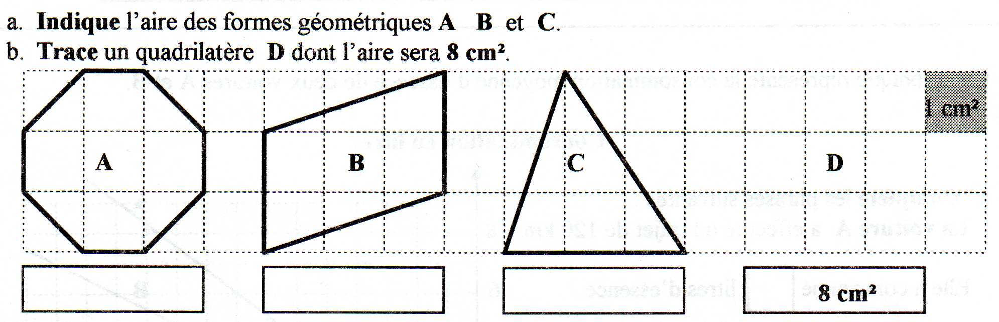 a. Indique l'aire des formes géométriques A B et C.
b. Trace un quadrilatère D dont l'aire sera 8 cm².
1 cm²
A B C D
8 cm²